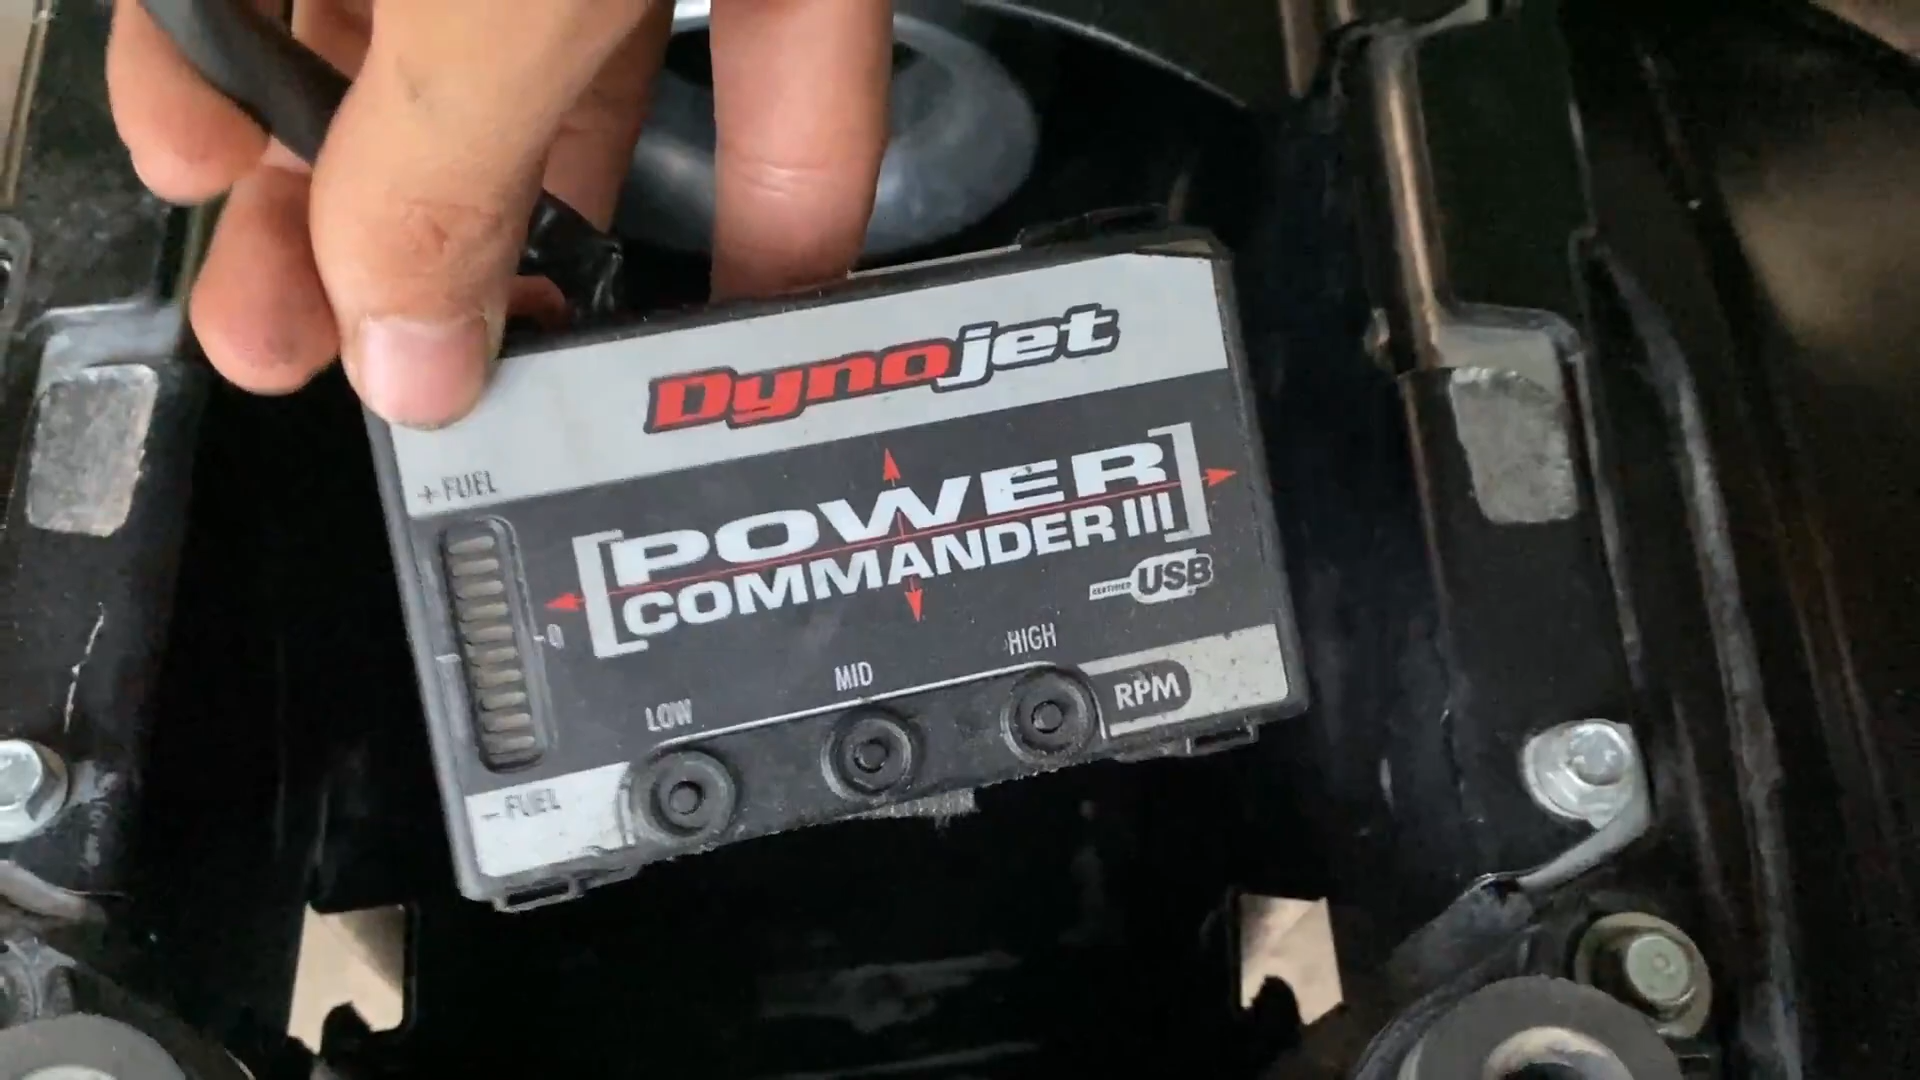 Dynojet
+ FUEL
POWER
COMMANDER III
CERTIFIED USB
-0
HIGH
MID
LOW
RPM
- FUEL